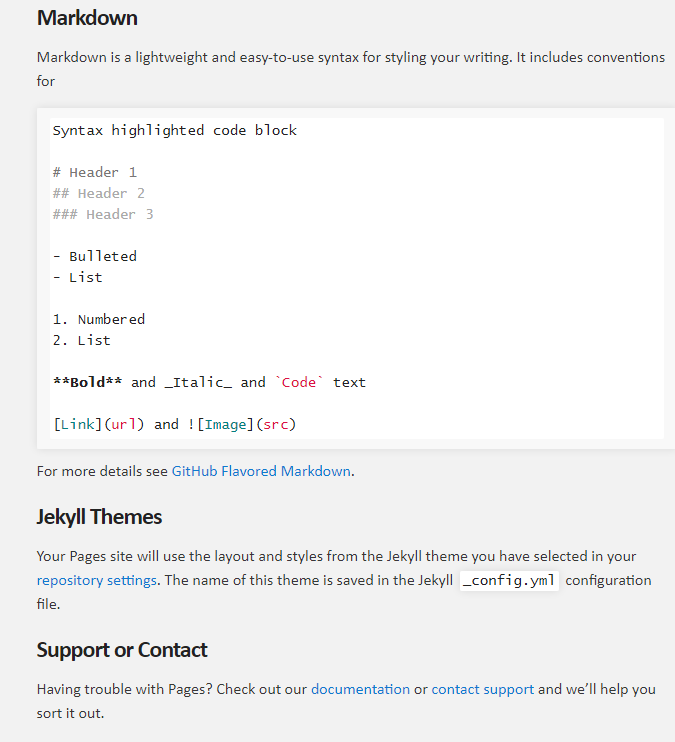 Markdown
Markdown is a lightweight and easy-to-use syntax for styling your writing. It includes conventions
for
Syntax highlighted code block
# Header 1
## Header 2
### Header 3
- Bulleted
- List
1. Numbered
2. List
**Bold** and _Italic_ and `Code` text
[Link](url) and ![Image](src)
For more details see GitHub Flavored Markdown.
Jekyll Themes
Your Pages site will use the layout and styles from the Jekyll theme you have selected in your
repository settings. The name of this theme is saved in the Jekyll _config.yml configuration
file.
Support or Contact
Having trouble with Pages? Check out our documentation or contact support and we’ll help you
sort it out.